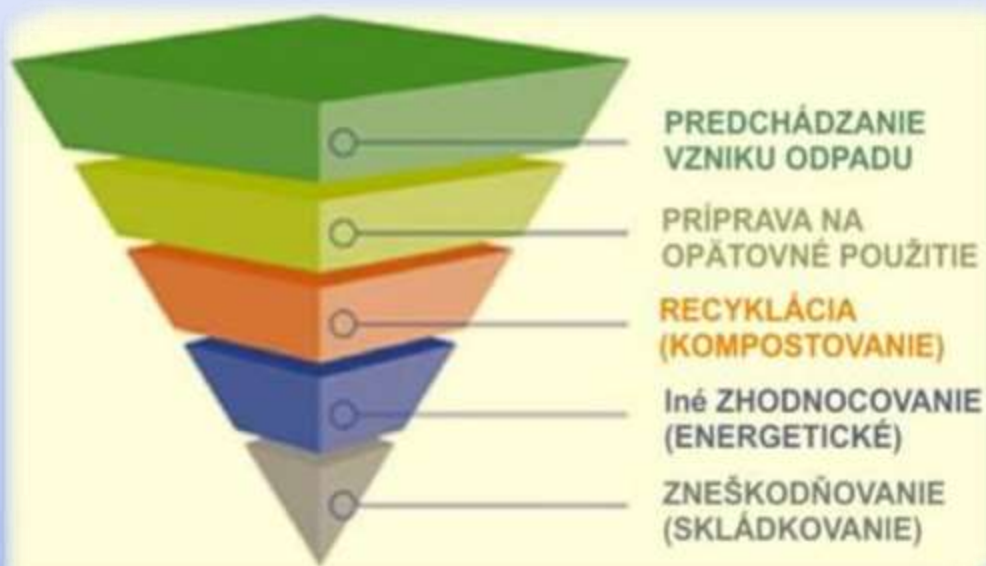 PREDCHÁDZANIE
VZNIKU ODPADU
PRÍPRAVA NA
OPÄTOVNÉ POUŽITIE
RECYKLÁCIA
(KOMPOSTOVANIE)
Iné ZHODNOCOVANIE
(ENERGETICKÉ)
ZNEŠKODŇOVANIE
(SKLÁDKOVANIE)